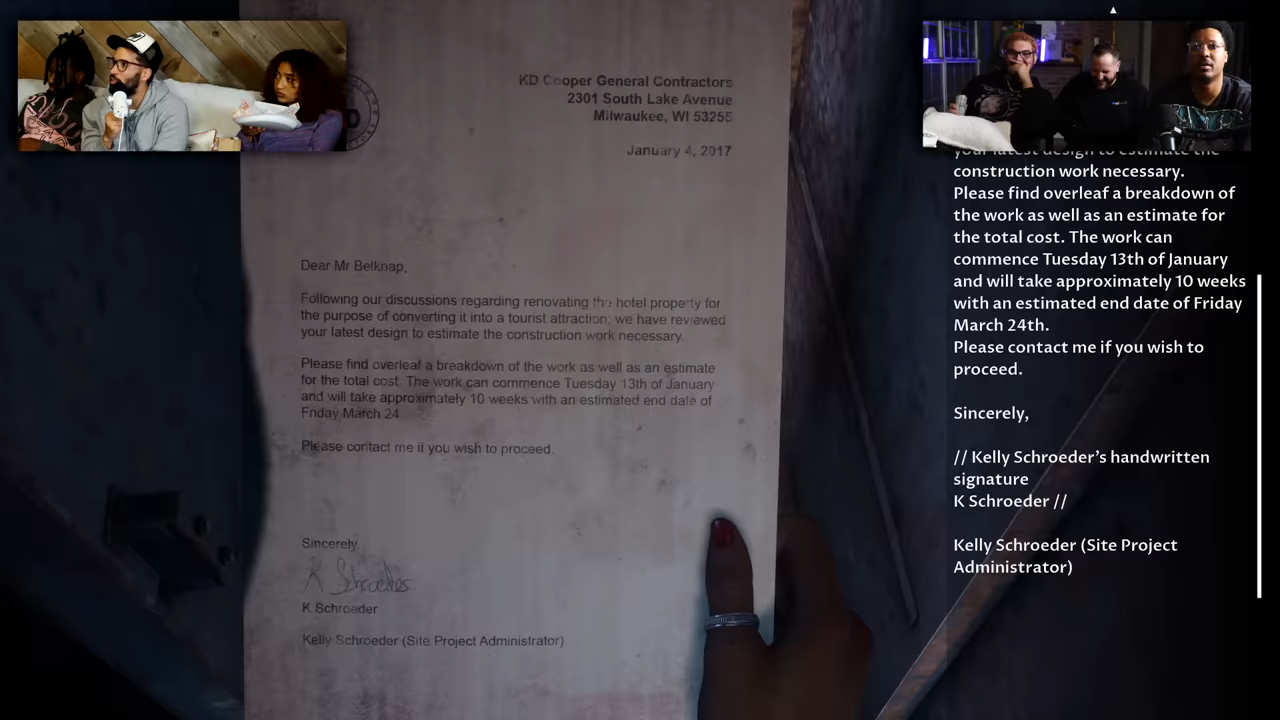 KD Cooper General Contractors
2301 South Lake Avenue
Milwaukee, WI 53255
January 4, 2017
Dear Mr Belknap,
Following our discussions regarding renovating the hotel property for
the purpose of converting it into a tourist attraction; we have reviewed
your latest design to estimate the construction work necessary.
Please find overleaf a breakdown of the work as well as an estimate
for the total cost. The work can commence Tuesday 13th of January
and will take approximately 10 weeks with an estimated end date of
Friday March 24
Please contact me if you wish to proceed.
Sincerely,
K Schroeder
K Schroeder
Kelly Schroeder (Site Project Administrator)
your latest design to estimate the
construction work necessary.
Please find overleaf a breakdown of
the work as well as an estimate for
the total cost. The work can
commence Tuesday 13th of January
and will take approximately 10 weeks
with an estimated end date of Friday
March 24th.
Please contact me if you wish to
proceed.
Sincerely,
// Kelly Schroeder’s handwritten
signature
K Schroeder //
Kelly Schroeder (Site Project
Administrator)